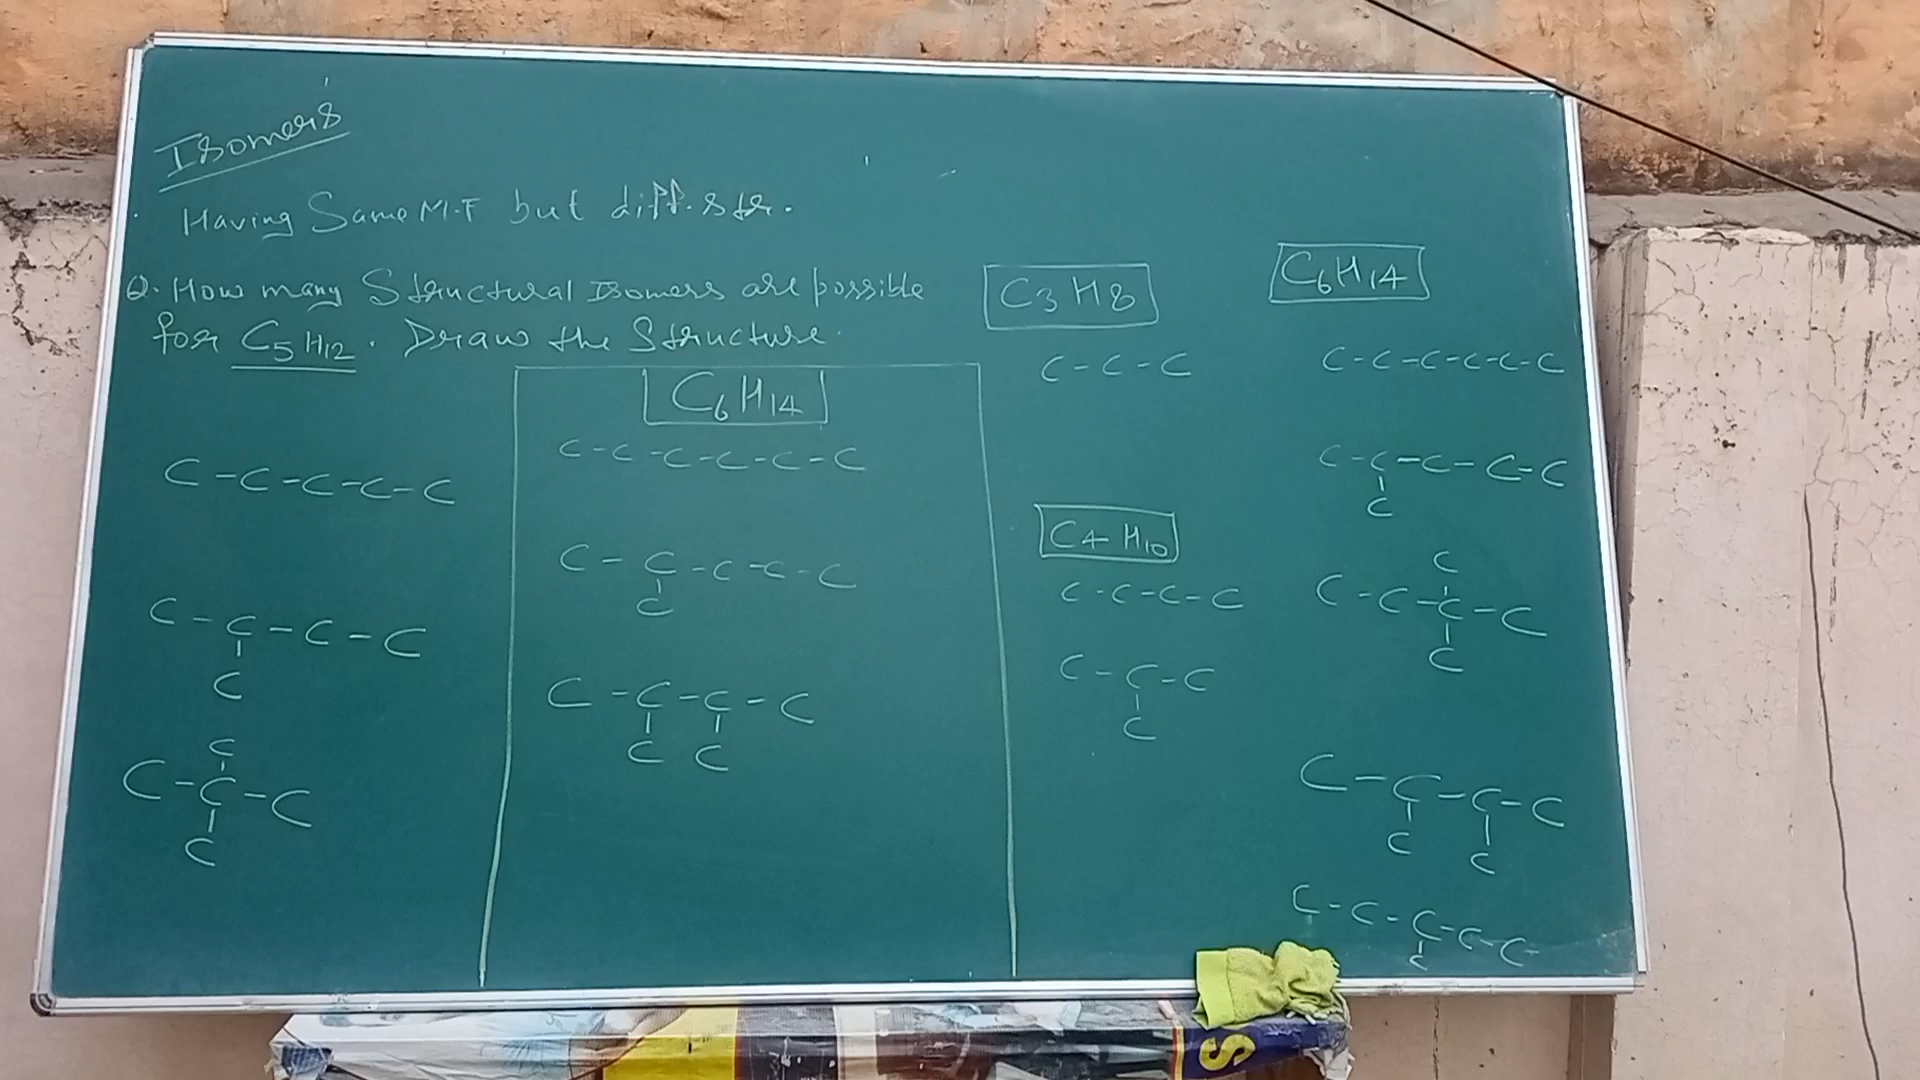 Isomers
Having Same M.F but diff. str.
Q. How many Structural Isomers are possible
for C5H12. Draw the Structure.
C-C-C-C-C
C-C-C-C
C
C
C-C-C
C
C6H14
C-C-C-C-C-C
C-C-C-C-C
C
C-C-C-C
C C
C3H8
C-C-C
C4H10
C-C-C-C
C-C-C
C
C6H14
C-C-C-C-C-C
C-C-C-C-C
C
C
C-C-C-C
C
C-C-C-C
C C
C-C-C-C-C
C
S